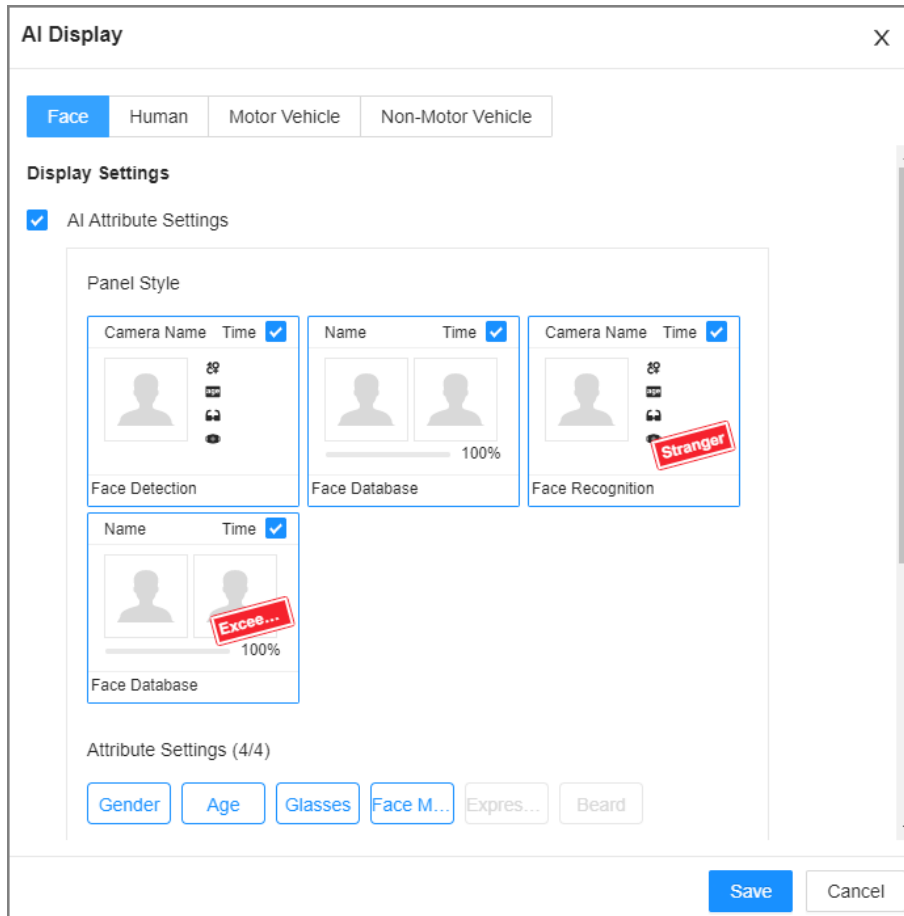 AI Display
X
Face Human Motor Vehicle Non-Motor Vehicle
Display Settings
AI Attribute Settings
Panel Style
Camera Name Time
age
Face Detection
Name Time
100%
Face Database
Camera Name Time
age
Stranger
Face Recognition
Name Time
Excee...
100%
Face Database
Attribute Settings (4/4)
Gender Age Glasses Face M... Expres... Beard
Save Cancel